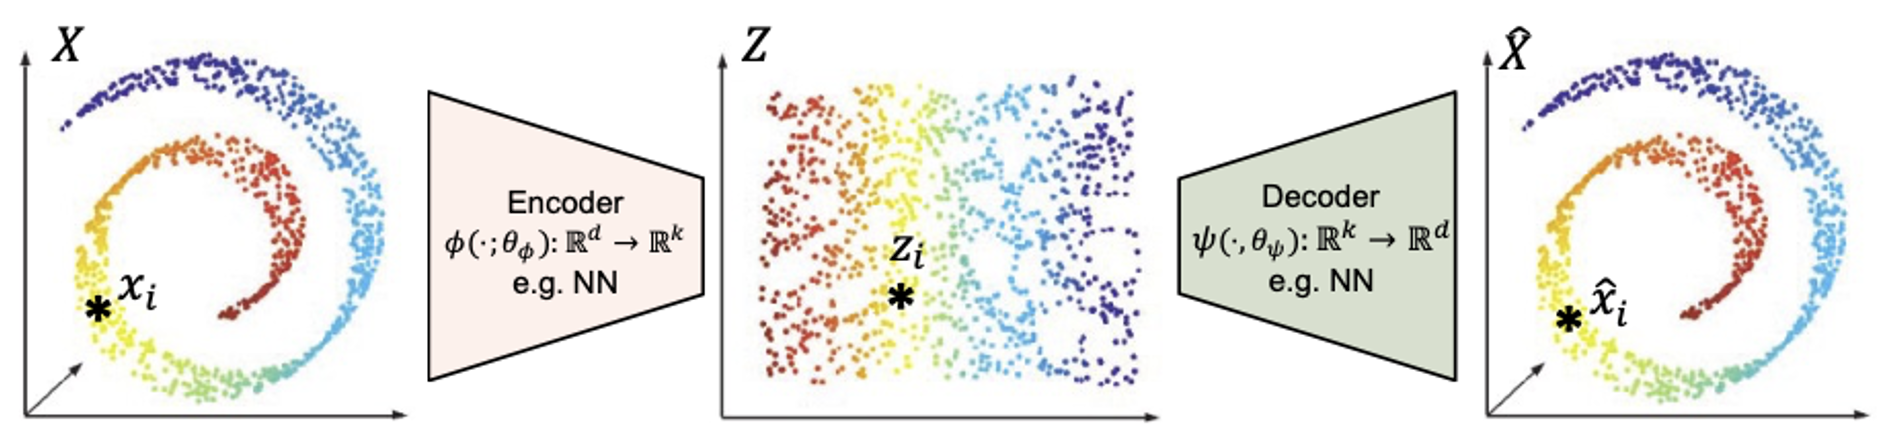 X
x_i
Encoder
ϕ(·; θ_ϕ): ℝ^d → ℝ^k
e.g. NN
Z
z_i
Decoder
ψ(·, θ_ψ): ℝ^k → ℝ^d
e.g. NN
X̂
x̂_i